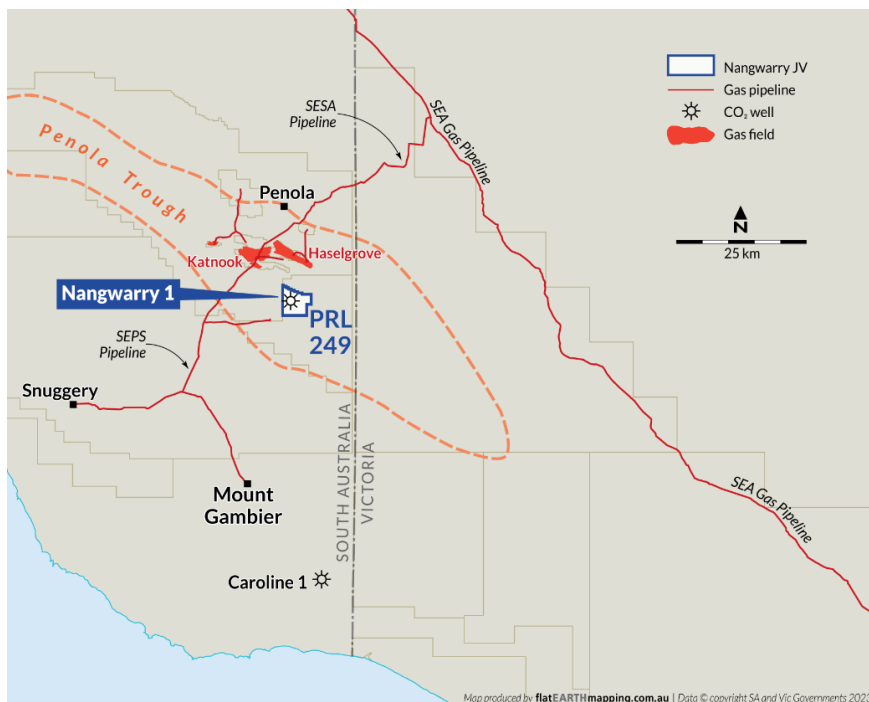 Nangwarry JV
Gas pipeline
CO₂ well
Gas field
N
25 km
SESA
Pipeline
SEA Gas Pipeline
Penola Trough
Penola
Katnook
Haselgrove
Nangwarry 1
PRL
249
SEPS
Pipeline
Snuggery
Mount
Gambier
SOUTH AUSTRALIA
VICTORIA
SEA Gas Pipeline
Caroline 1
Map produced by flatEARTHmapping.com.au | Data © copyright SA and Vic Governments 2023